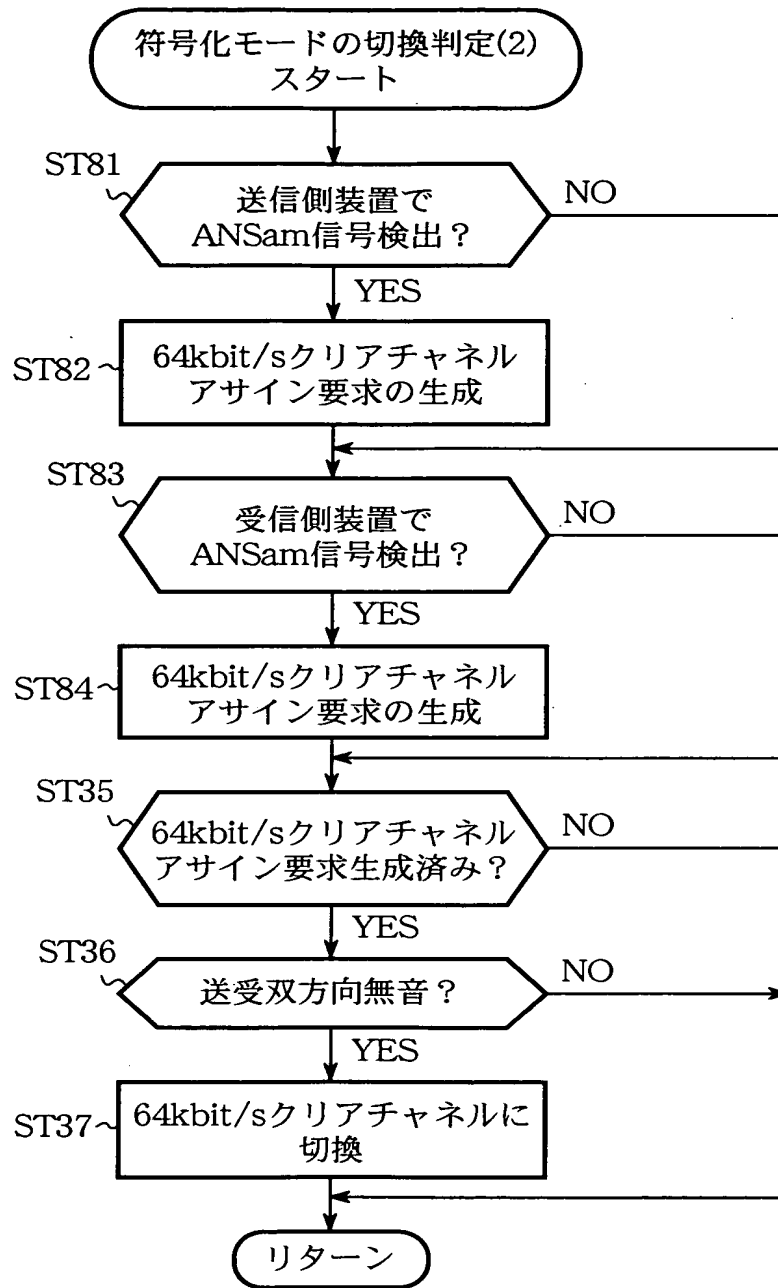 符号化モードの切換判定(2)
スタート
ST81
送信側装置で
ANSam信号検出？
NO
YES
ST82
64kbit/sクリアチャネル
アサイン要求の生成
ST83
受信側装置で
ANSam信号検出？
NO
YES
ST84
64kbit/sクリアチャネル
アサイン要求の生成
ST35
64kbit/sクリアチャネル
アサイン要求生成済み？
NO
YES
ST36
送受双方向無音？
NO
YES
ST37
64kbit/sクリアチャネルに
切換
リターン